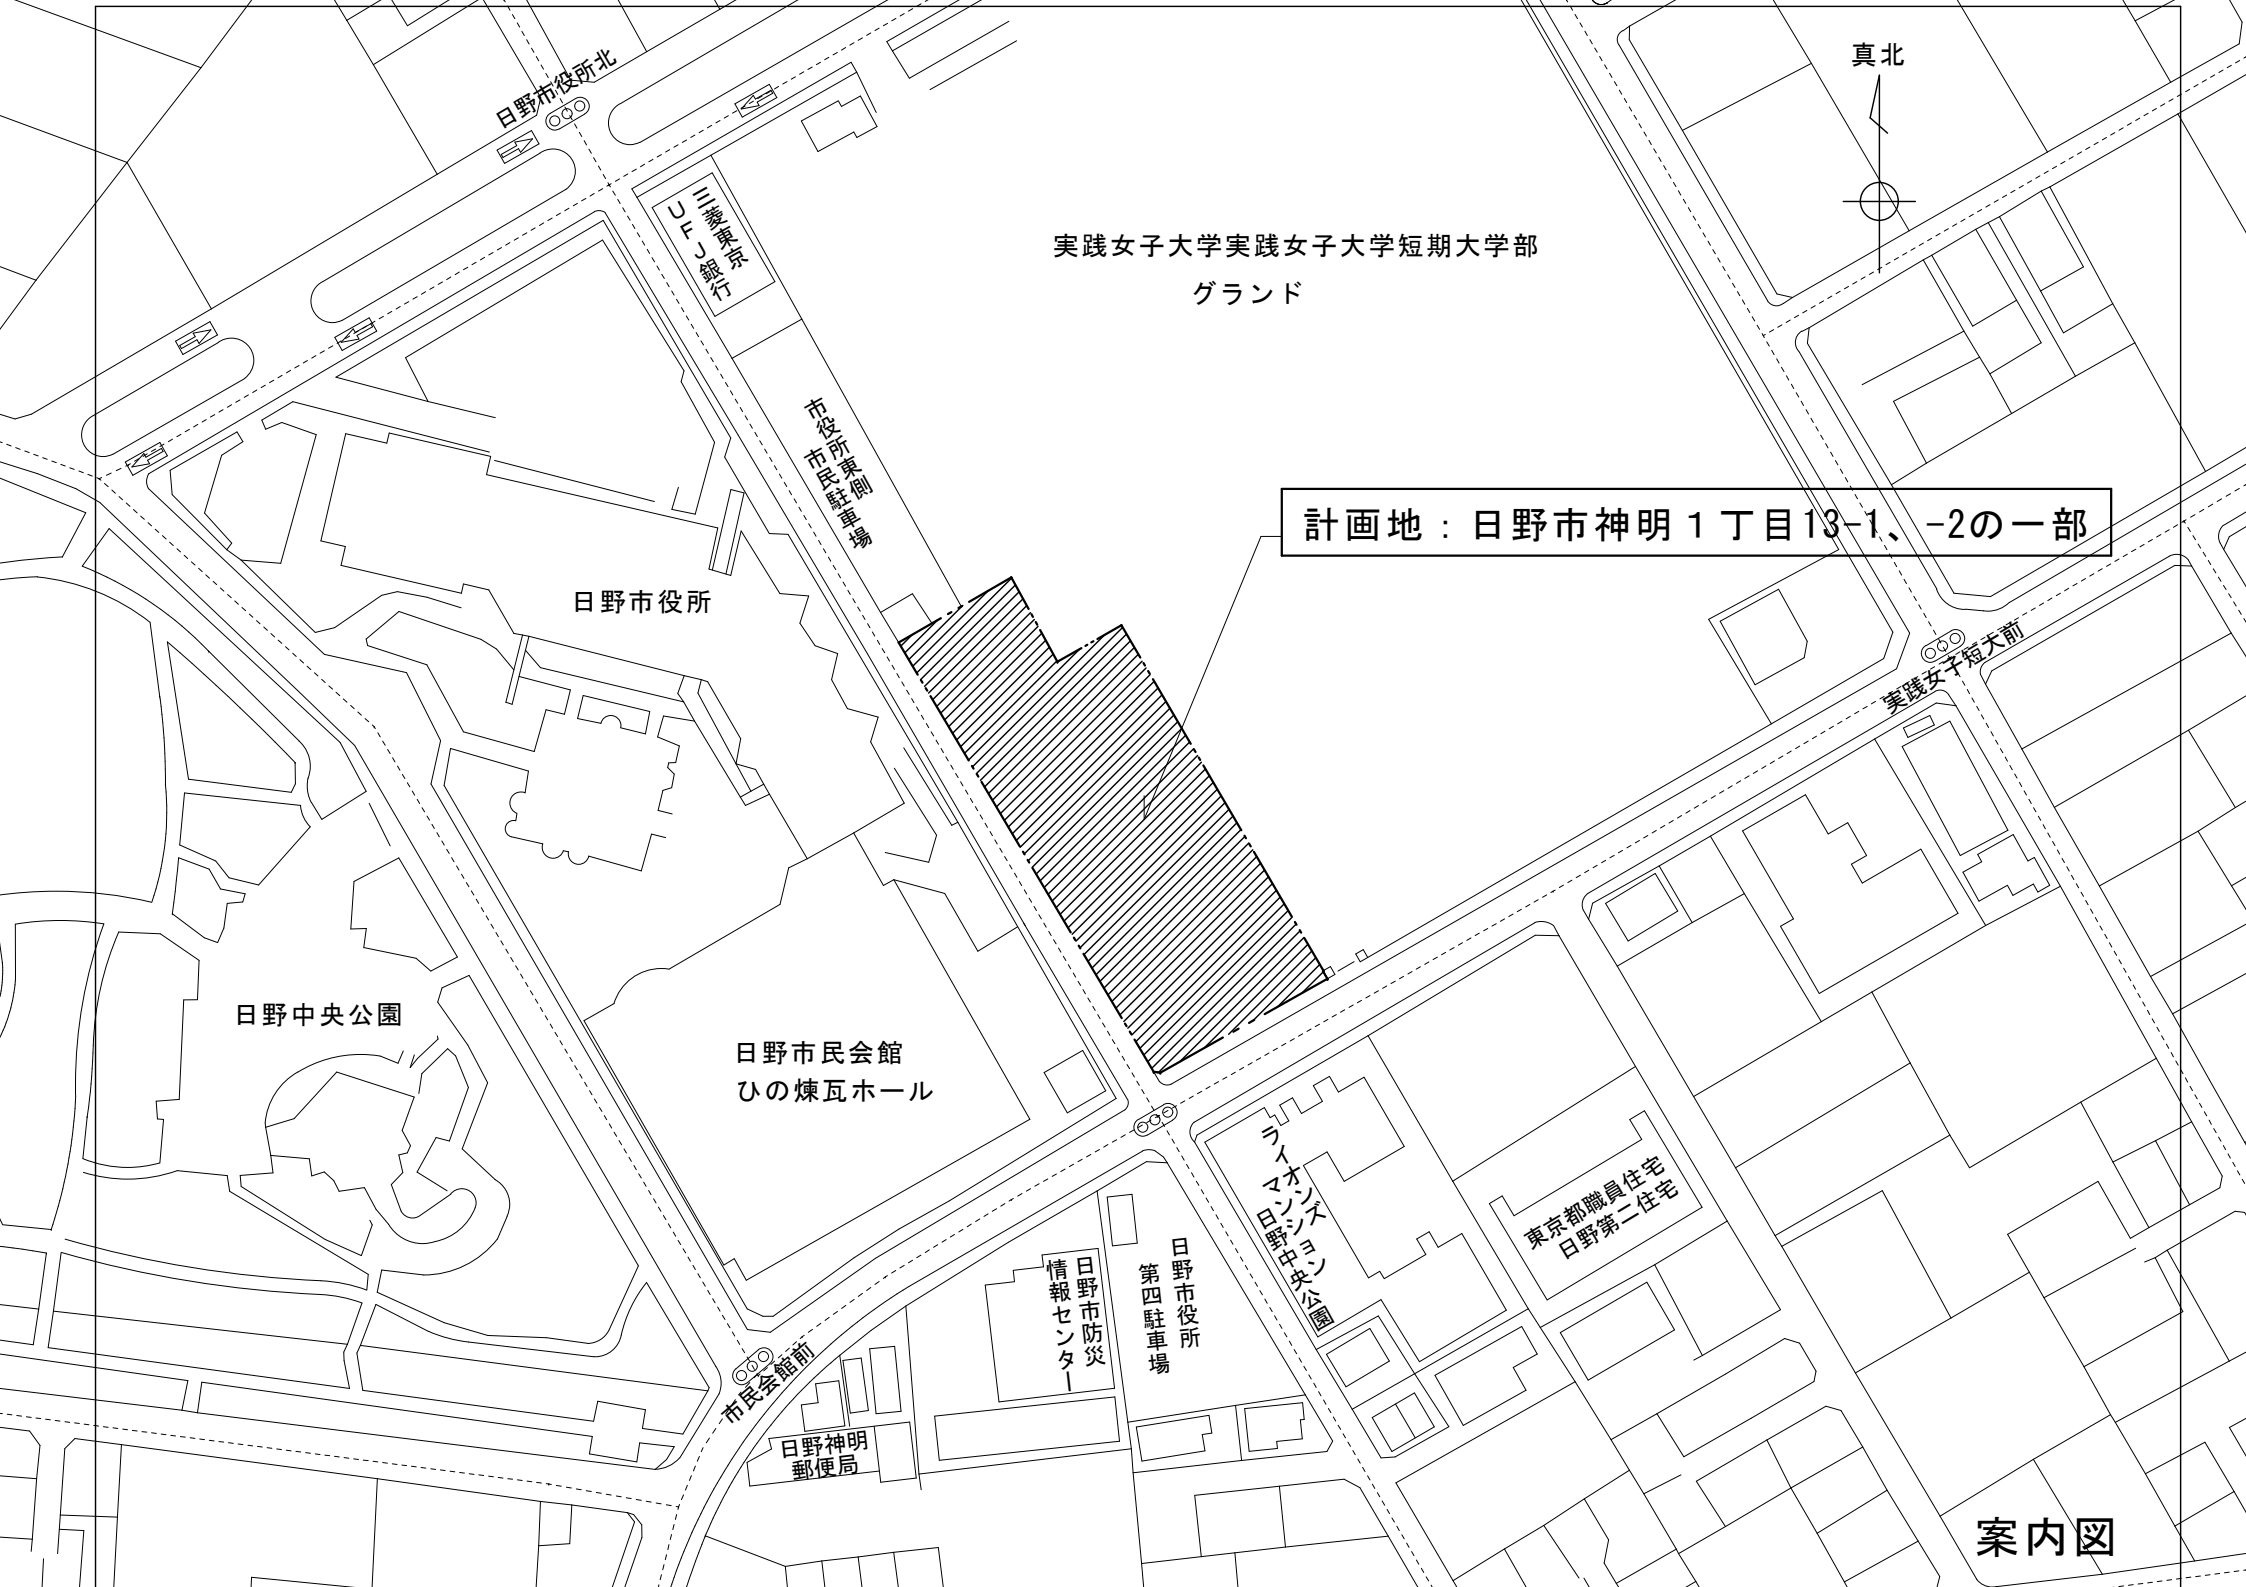 真北
日野市役所北
三菱東京
ＵＦＪ銀行
実践女子大学実践女子大学短期大学部
グランド
市役所東側
市民駐車場
計画地：日野市神明１丁目13-1、-2の一部
日野市役所
実践女子短大前
日野中央公園
日野市民会館
ひの煉瓦ホール
ライオンズ
マンション
日野中央公園
東京都職員住宅
日野第二住宅
日野市防災
情報センター
日野市役所
第四駐車場
市民会館前
日野神明
郵便局
案内図